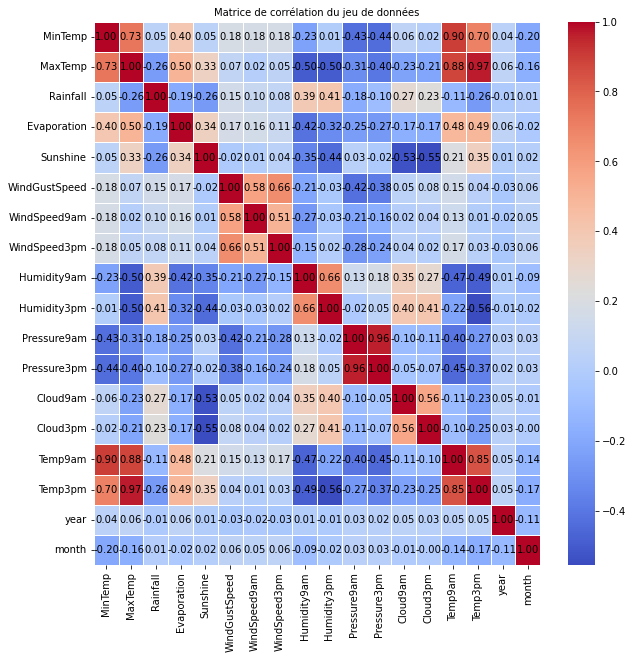 Matrice de corrélation du jeu de données
MinTemp 1.00 0.73 0.05 0.40 0.05 0.18 0.18 0.18 -0.23 0.01 -0.43 -0.44 0.06 0.02 0.90 0.70 0.04 -0.20
MaxTemp 0.73 1.00 -0.26 0.50 0.33 0.07 0.02 0.05 -0.50 -0.50 -0.31 -0.40 -0.23 -0.21 0.88 0.97 0.06 -0.16
Rainfall 0.05 -0.26 1.00 -0.19 -0.26 0.15 0.10 0.08 0.39 0.41 -0.18 -0.10 0.27 0.23 -0.11 -0.26 -0.01 0.01
Evaporation 0.40 0.50 -0.19 1.00 0.34 0.17 0.16 0.11 -0.42 -0.32 -0.25 -0.27 -0.17 -0.17 0.48 0.49 0.06 -0.02
Sunshine 0.05 0.33 -0.26 0.34 1.00 -0.02 0.01 0.04 -0.35 -0.44 0.03 -0.02 -0.53 -0.55 0.21 0.35 0.01 0.02
WindGustSpeed 0.18 0.07 0.15 0.17 -0.02 1.00 0.58 0.66 -0.21 -0.03 -0.42 -0.38 0.05 0.08 0.15 0.04 -0.03 0.06
WindSpeed9am 0.18 0.02 0.10 0.16 0.01 0.58 1.00 0.51 -0.27 -0.03 -0.21 -0.16 0.02 0.04 0.13 0.01 -0.02 0.05
WindSpeed3pm 0.18 0.05 0.08 0.11 0.04 0.66 0.51 1.00 -0.15 0.02 -0.28 -0.24 0.04 0.02 0.17 0.03 -0.03 0.06
Humidity9am -0.23 -0.50 0.39 -0.42 -0.35 -0.21 -0.27 -0.15 1.00 0.66 0.13 0.18 0.35 0.27 -0.47 -0.49 0.01 -0.09
Humidity3pm 0.01 -0.50 0.41 -0.32 -0.44 -0.03 -0.03 0.02 0.66 1.00 -0.02 0.05 0.40 0.41 -0.22 -0.56 -0.01 -0.02
Pressure9am -0.43 -0.31 -0.18 -0.25 0.03 -0.42 -0.21 -0.28 0.13 -0.02 1.00 0.96 -0.10 -0.11 -0.40 -0.27 0.03 0.03
Pressure3pm -0.44 -0.40 -0.10 -0.27 -0.02 -0.38 -0.16 -0.24 0.18 0.05 0.96 1.00 -0.05 -0.07 -0.45 -0.37 0.02 0.03
Cloud9am 0.06 -0.23 0.27 -0.17 -0.53 0.05 0.02 0.04 0.35 0.40 -0.10 -0.05 1.00 0.56 -0.11 -0.23 0.05 -0.01
Cloud3pm 0.02 -0.21 0.23 -0.17 -0.55 0.08 0.04 0.02 0.27 0.41 -0.11 -0.07 0.56 1.00 -0.10 -0.25 0.03 -0.00
Temp9am 0.90 0.88 -0.11 0.48 0.21 0.15 0.13 0.17 -0.47 -0.22 -0.40 -0.45 -0.11 -0.10 1.00 0.85 0.05 -0.14
Temp3pm 0.70 0.97 -0.26 0.49 0.35 0.04 0.01 0.03 -0.49 -0.56 -0.27 -0.37 -0.23 -0.25 0.85 1.00 0.05 -0.17
year 0.04 0.06 -0.01 0.06 0.01 -0.03 -0.02 -0.03 0.01 -0.01 0.03 0.02 0.05 0.03 0.05 0.05 1.00 -0.11
month -0.20 -0.16 0.01 -0.02 0.02 0.06 0.05 0.06 -0.09 -0.02 0.03 0.03 -0.01 -0.00 -0.14 -0.17 -0.11 1.00
MinTemp MaxTemp Rainfall Evaporation Sunshine WindGustSpeed WindSpeed9am WindSpeed3pm Humidity9am Humidity3pm Pressure9am Pressure3pm Cloud9am Cloud3pm Temp9am Temp3pm year month
1.0
0.8
0.6
0.4
0.2
0.0
−0.2
−0.4